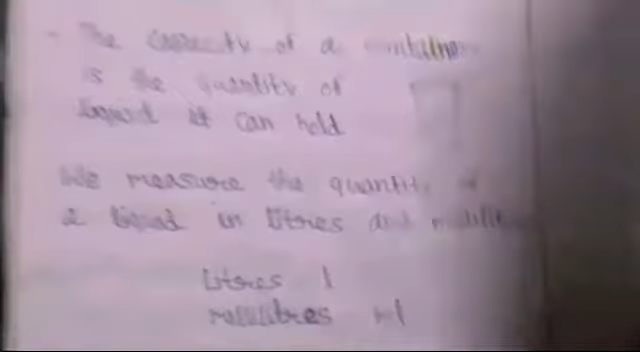 The capacity of a container
is the quantity of
liquid it can hold
We measure the quantity of
a liquid in litres and
litres l
millilitres ml